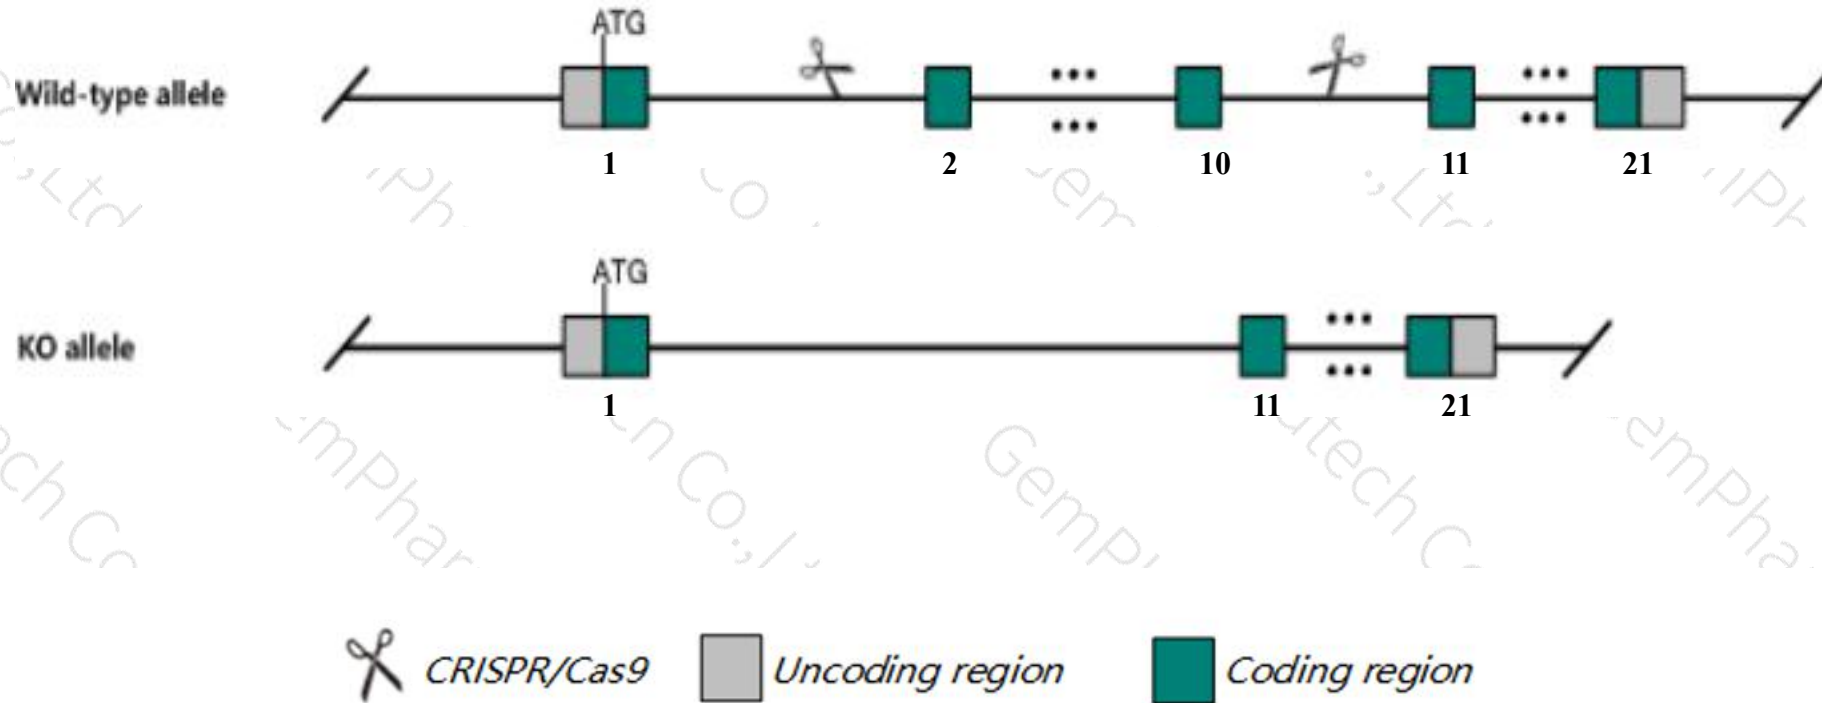 ATG
Wild-type allele
1 2 10 11 21
ATG
KO allele
1 11 21
CRISPR/Cas9 Uncoding region Coding region
GemP